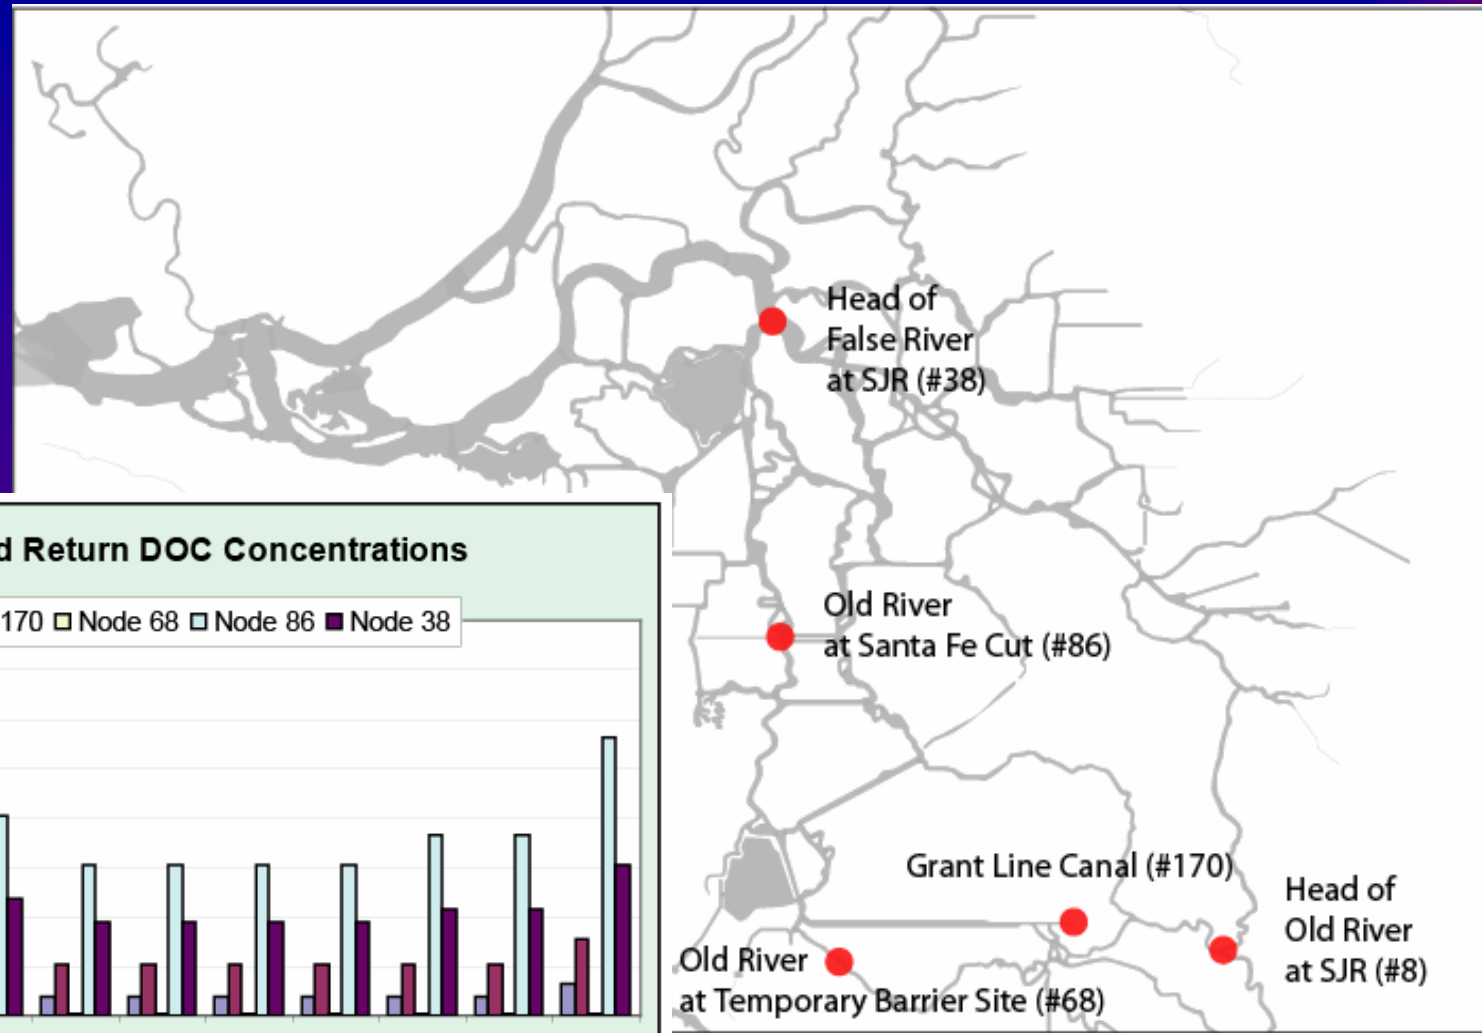 Head of
False River
at SJR (#38)
d Return DOC Concentrations
170 Node 68 Node 86 Node 38
Old River
at Santa Fe Cut (#86)
Grant Line Canal (#170)
Head of
Old River
at SJR (#8)
Old River
at Temporary Barrier Site (#68)